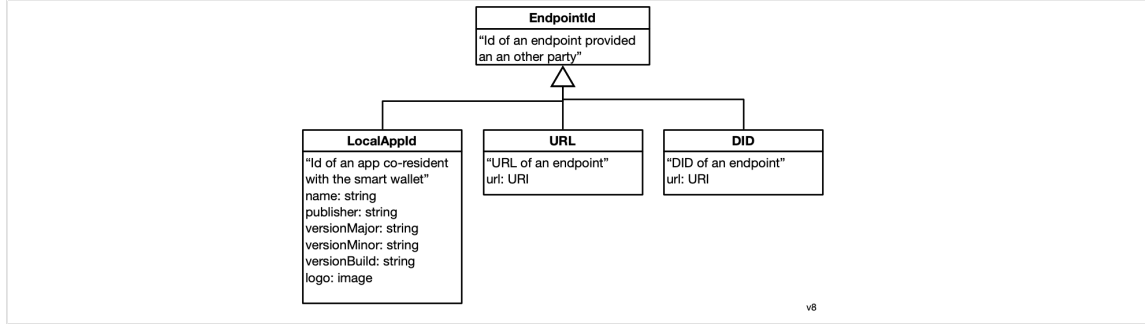 EndpointId
“Id of an endpoint provided
an an other party”
LocalAppId
“Id of an app co-resident
with the smart wallet”
name: string
publisher: string
versionMajor: string
versionMinor: string
versionBuild: string
logo: image
URL
“URL of an endpoint”
url: URI
DID
“DID of an endpoint”
url: URI
v8